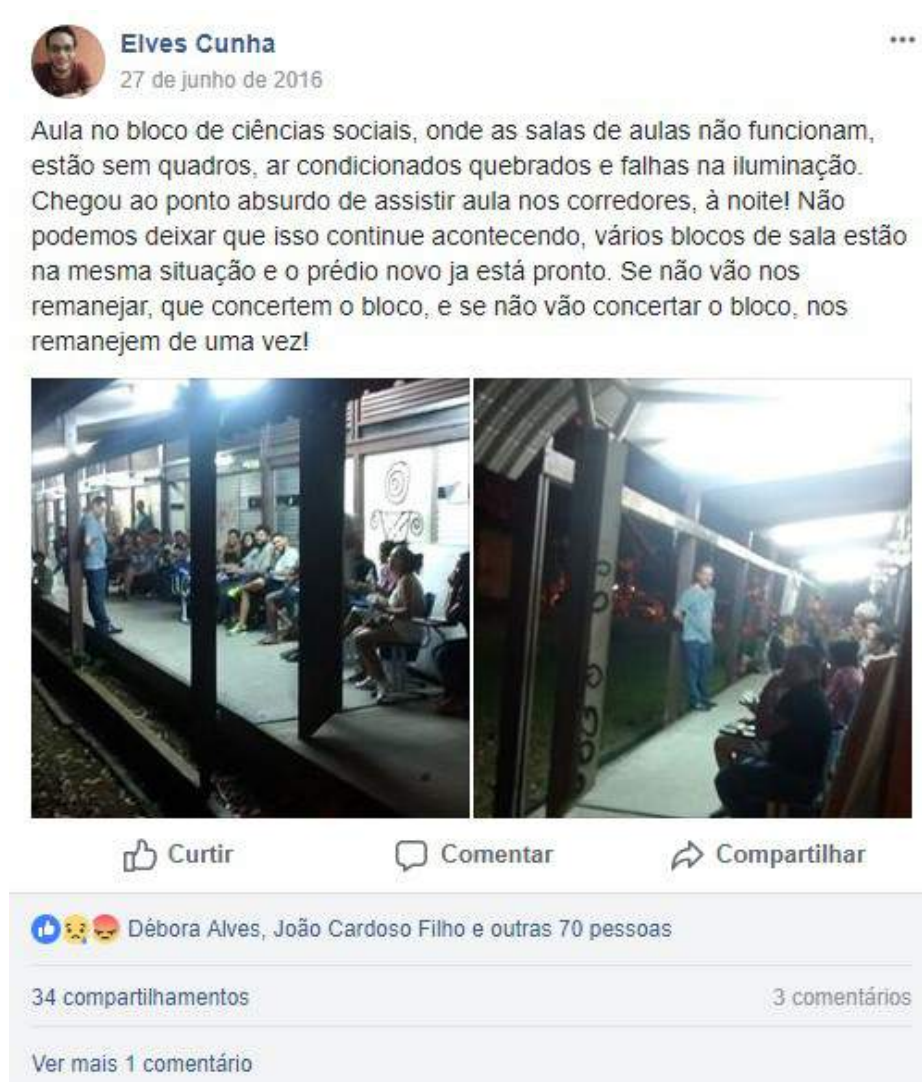 Elves Cunha
27 de junho de 2016
Aula no bloco de ciências sociais, onde as salas de aulas não funcionam,
estão sem quadros, ar condicionados quebrados e falhas na iluminação.
Chegou ao ponto absurdo de assistir aula nos corredores, à noite! Não
podemos deixar que isso continue acontecendo, vários blocos de sala estão
na mesma situação e o prédio novo ja está pronto. Se não vão nos
remanejar, que concertem o bloco, e se não vão concertar o bloco, nos
remanejem de uma vez!
Curtir Comentar Compartilhar
Débora Alves, João Cardoso Filho e outras 70 pessoas
34 compartilhamentos 3 comentários
Ver mais 1 comentário